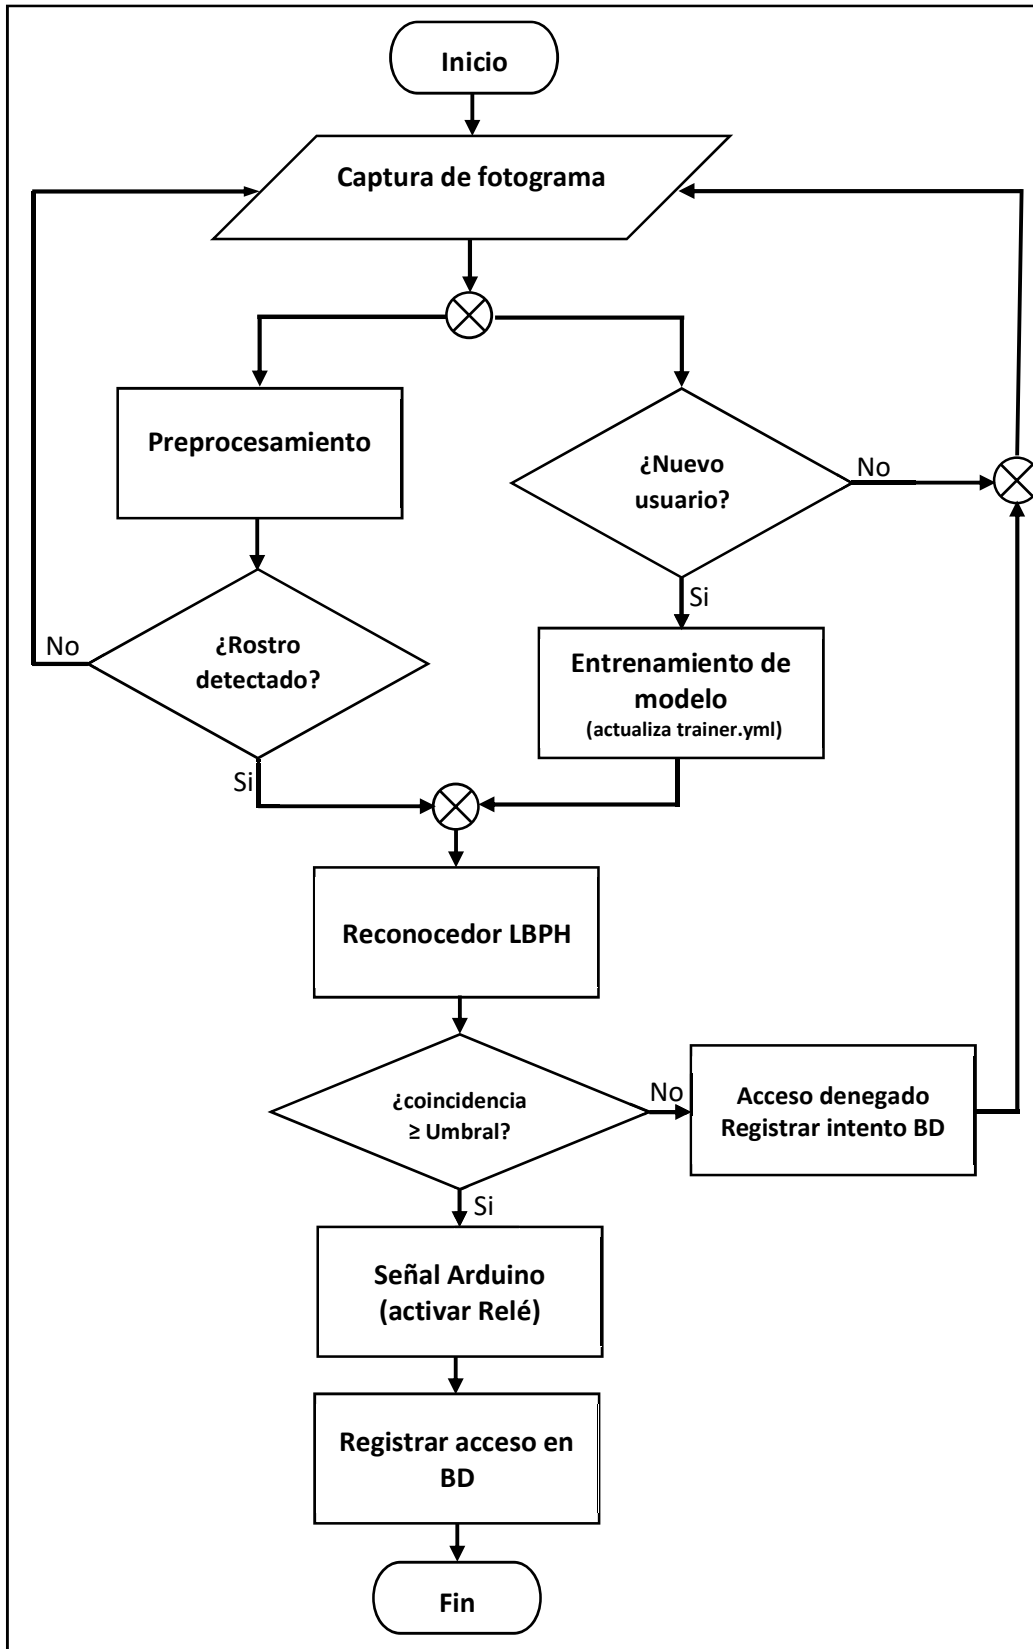 Inicio
Captura de fotograma
Preprocesamiento
¿Nuevo
usuario?
No
Si
¿Rostro
detectado?
No
Si
Entrenamiento de
modelo
(actualiza trainer.yml)
Reconocedor LBPH
¿coincidencia
≥ Umbral?
No
Acceso denegado
Registrar intento BD
Si
Señal Arduino
(activar Relé)
Registrar acceso en
BD
Fin